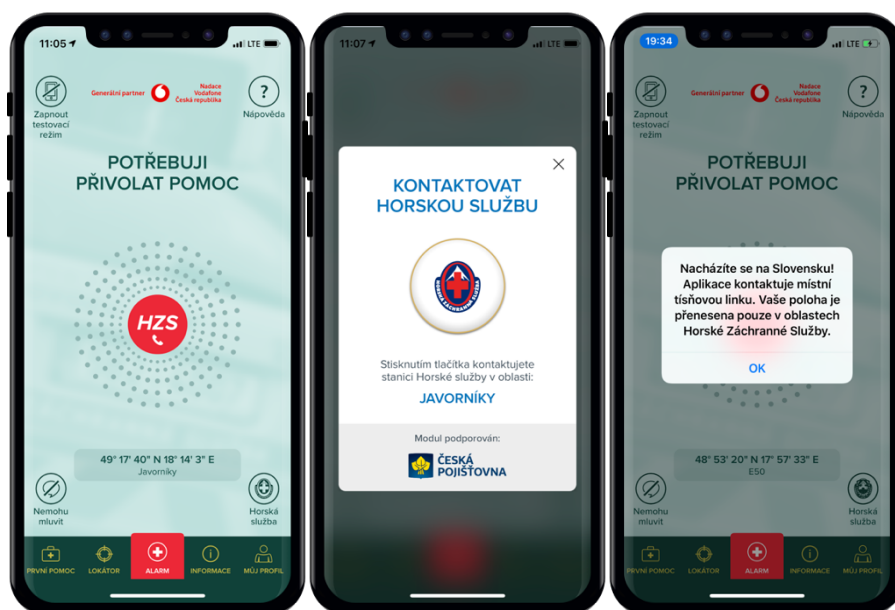 11:05
LTE
Zapnout
testovací
režim
Generální partner
Nadace
Vodafone
Česká republika
?
Nápověda
POTŘEBUJI
PŘIVOLAT POMOC
HZS
49° 17' 40" N 18° 14' 3" E
Javorníky
Nemohu
mluvit
Horská
služba
PRVNÍ POMOC
LOKÁTOR
ALARM
INFORMACE
MŮJ PROFIL
11:07
LTE
KONTAKTOVAT
HORSKOU SLUŽBU
Stisknutím tlačítka kontaktujete
stanici Horské služby v oblasti:
JAVORNÍKY
Modul podporován:
ČESKÁ
POJIŠŤOVNA
19:34
LTE
Zapnout
testovací
režim
Generální partner
Nadace
Vodafone
Česká republika
?
Nápověda
POTŘEBUJI
PŘIVOLAT POMOC
Nacházíte se na Slovensku!
Aplikace kontaktuje místní
tísňovou linku. Vaše poloha je
přenesena pouze v oblastech
Horské Záchranné Služby.
OK
48° 53' 20" N 17° 57' 33" E
E50
Nemohu
mluvit
Horská
služba
PRVNÍ POMOC
LOKÁTOR
ALARM
INFORMACE
MŮJ PROFIL